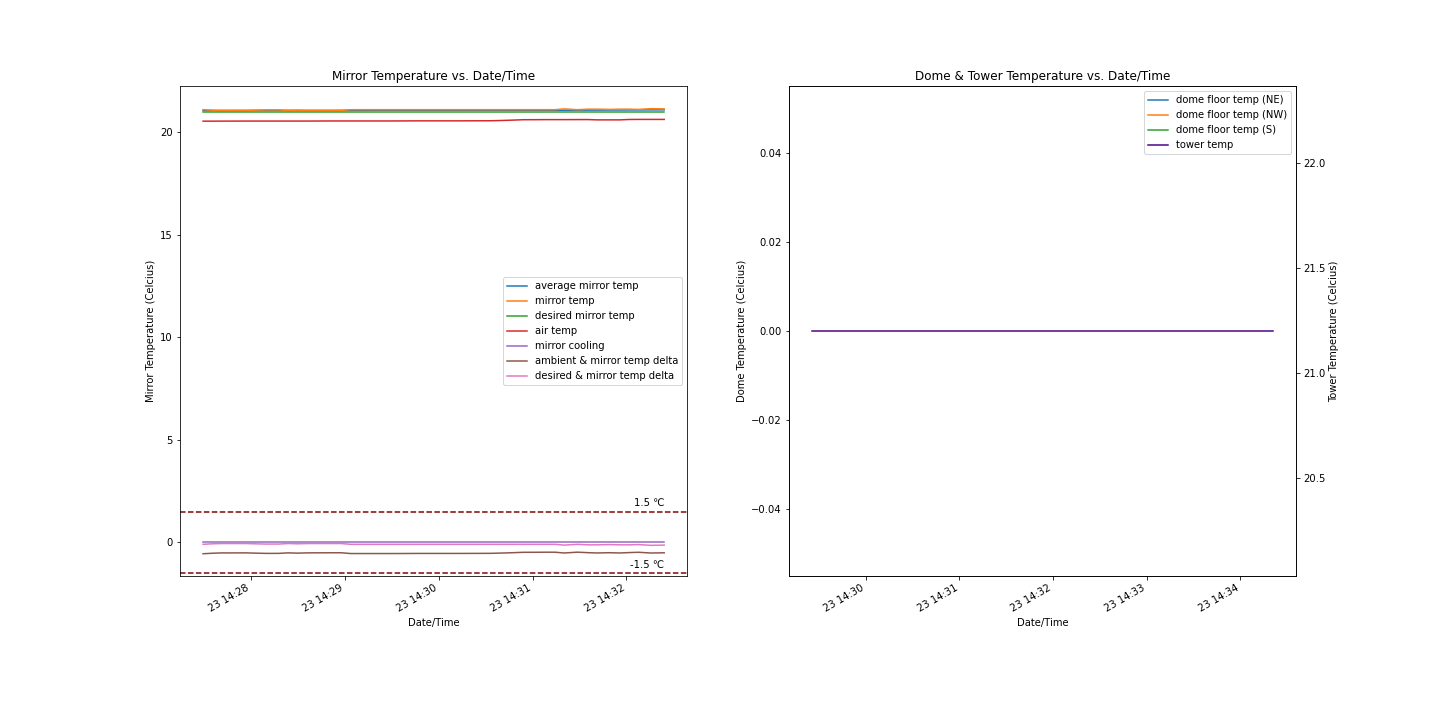 Mirror Temperature vs. Date/Time
Mirror Temperature (Celcius)
20
15
10
5
0
average mirror temp
mirror temp
desired mirror temp
air temp
mirror cooling
ambient & mirror temp delta
desired & mirror temp delta
1.5 ℃
-1.5 ℃
23 14:28
23 14:29
23 14:30
23 14:31
23 14:32
Date/Time
Dome & Tower Temperature vs. Date/Time
Dome Temperature (Celcius)
0.04
0.02
0.00
−0.02
−0.04
dome floor temp (NE)
dome floor temp (NW)
dome floor temp (S)
tower temp
22.0
21.5
21.0
20.5
Tower Temperature (Celcius)
23 14:30
23 14:31
23 14:32
23 14:33
23 14:34
Date/Time